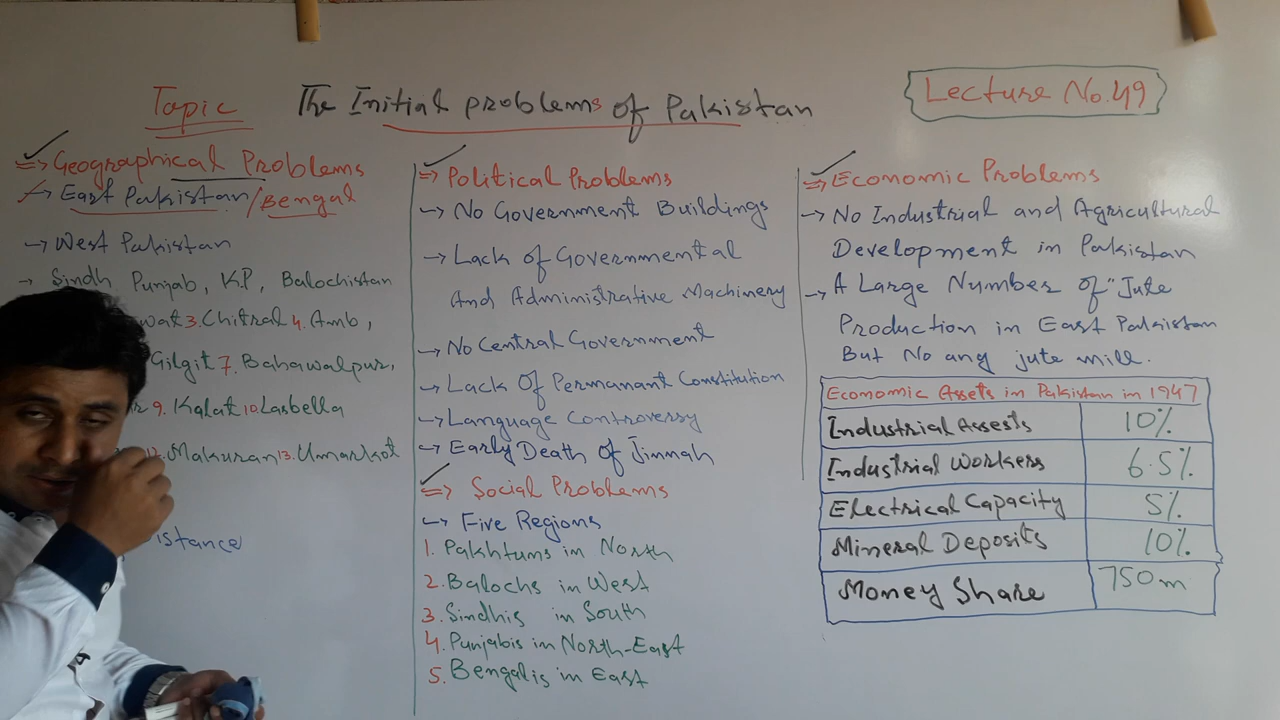 Topic The Initial problems of Pakistan
Lecture No.49
=> Geographical Problems
-> East Pakistan/Bengal
-> West Pakistan
-> Sindh Punjab, K.P, Balochistan
3.Chitral 4.Amb,
Gilgit 7.Bahawalpur,
9.Kalat 10 Lasbella
12.Makuran 13.Umarkot
istance
=> Political Problems
-> No Government Buildings
-> Lack of Governmental
And Administrative Machinery
-> No Central Government
-> Lack Of Permanant Constitution
-> Language Controversy
-> Early Death of Jinnah
=> Social Problems
-> Five Regions
1. Pakhtuns in North
2. Balochs in West
3. Sindhis in South
4. Punjabis in North-East
5. Bengalis in East
=> Economic Problems
-> No Industrial and Agricultural
Development in Pakistan
-> A Large Number of "Jute
Production in East Pakistan
But No any jute mill.
Economic Assets in Pakistan in 1947
Industrial Assests 10%
Industrial Workers 6.5%
Electrical Capacity 5%
Mineral Deposits 10%
Money Share 750m